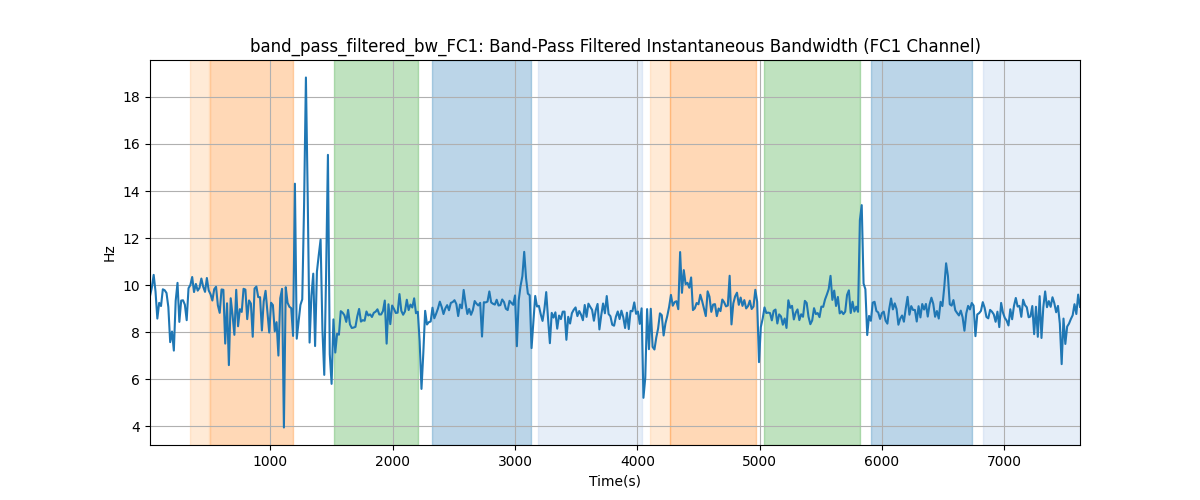 band_pass_filtered_bw_FC1: Band-Pass Filtered Instantaneous Bandwidth (FC1 Channel)
18
16
14
12
10
8
6
4
Hz
1000 2000 3000 4000 5000 6000 7000
Time(s)